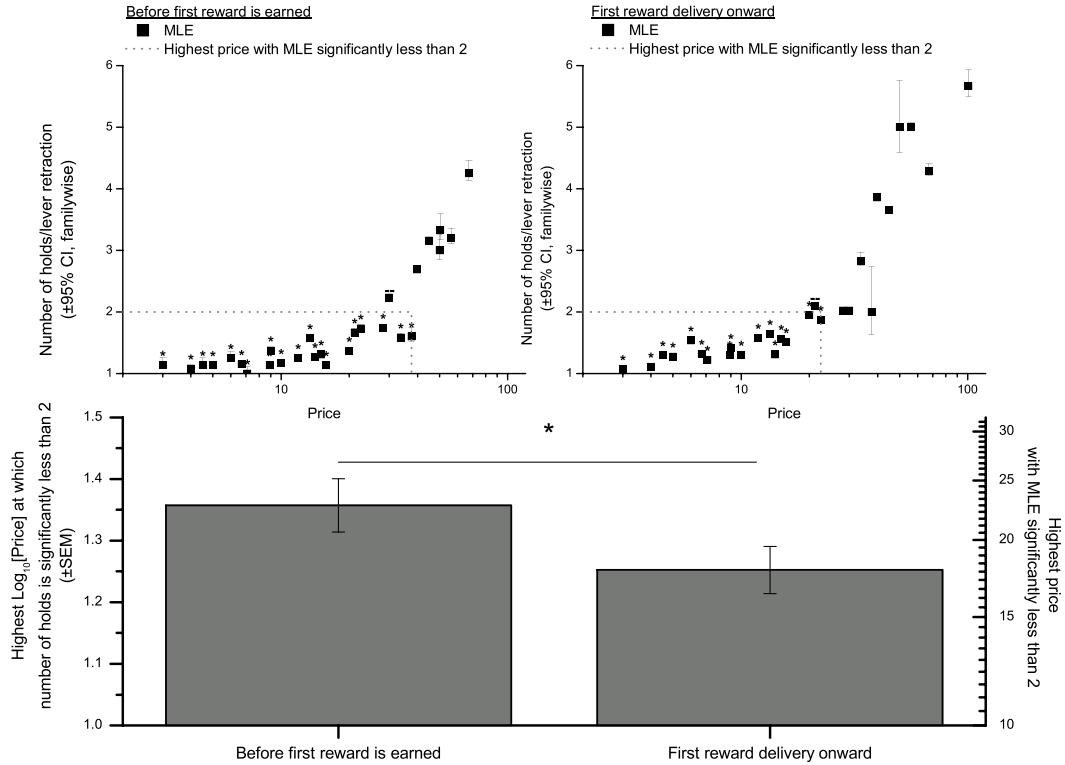 Before first reward is earned
MLE
Highest price with MLE significantly less than 2
6
5
4
3
2
1
10
100
Price
Number of holds/lever retraction
(±95% CI, familywise)
* * * * * * * * * * * * * * * * * * * * * *
First reward delivery onward
MLE
Highest price with MLE significantly less than 2
6
5
4
3
2
1
10
100
Price
Number of holds/lever retraction
(±95% CI, familywise)
* * * * * * * * * * * * * * * * *
*
1.5
1.4
1.3
1.2
1.1
1.0
Highest Log10[Price] at which
number of holds is significantly less than 2
(±SEM)
30
25
20
15
10
Highest price
with MLE significantly less than 2
Before first reward is earned
First reward delivery onward